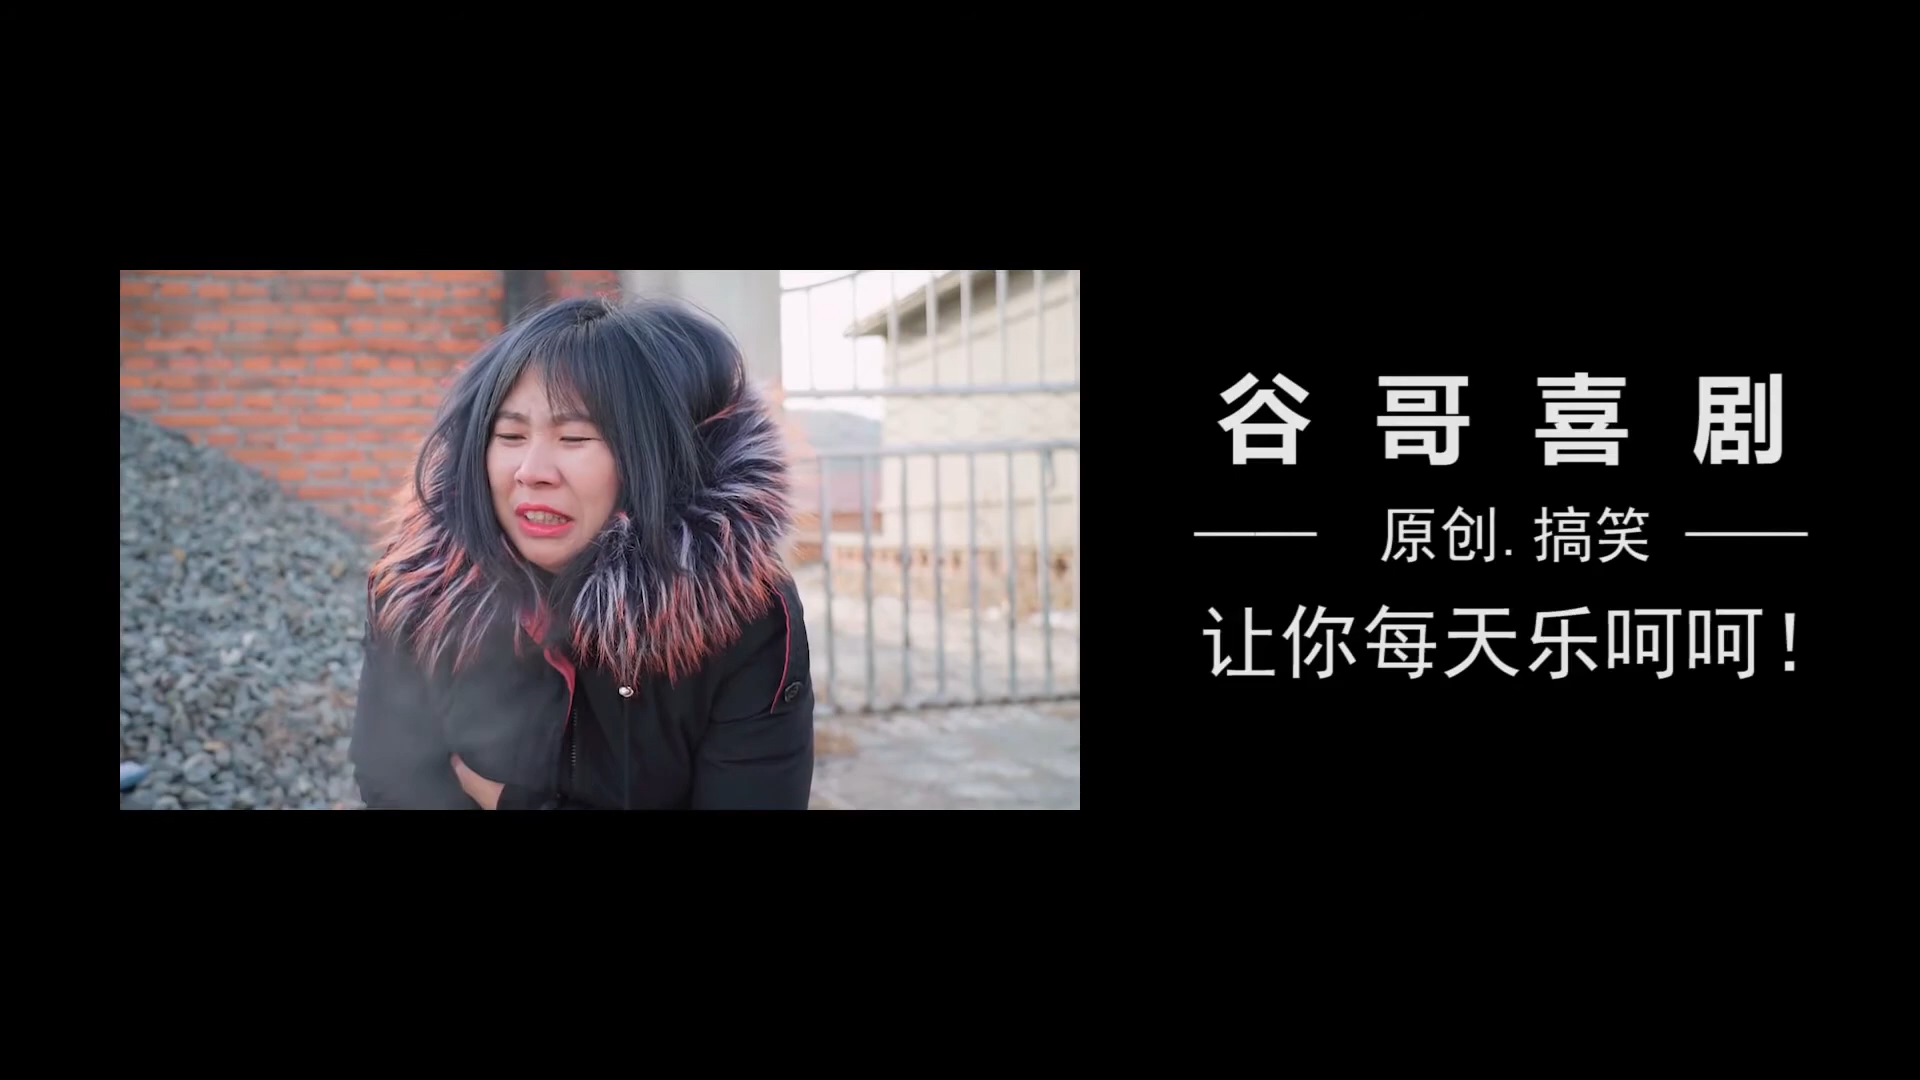 谷哥喜剧
—— 原创.搞笑 ——
让你每天乐呵呵！